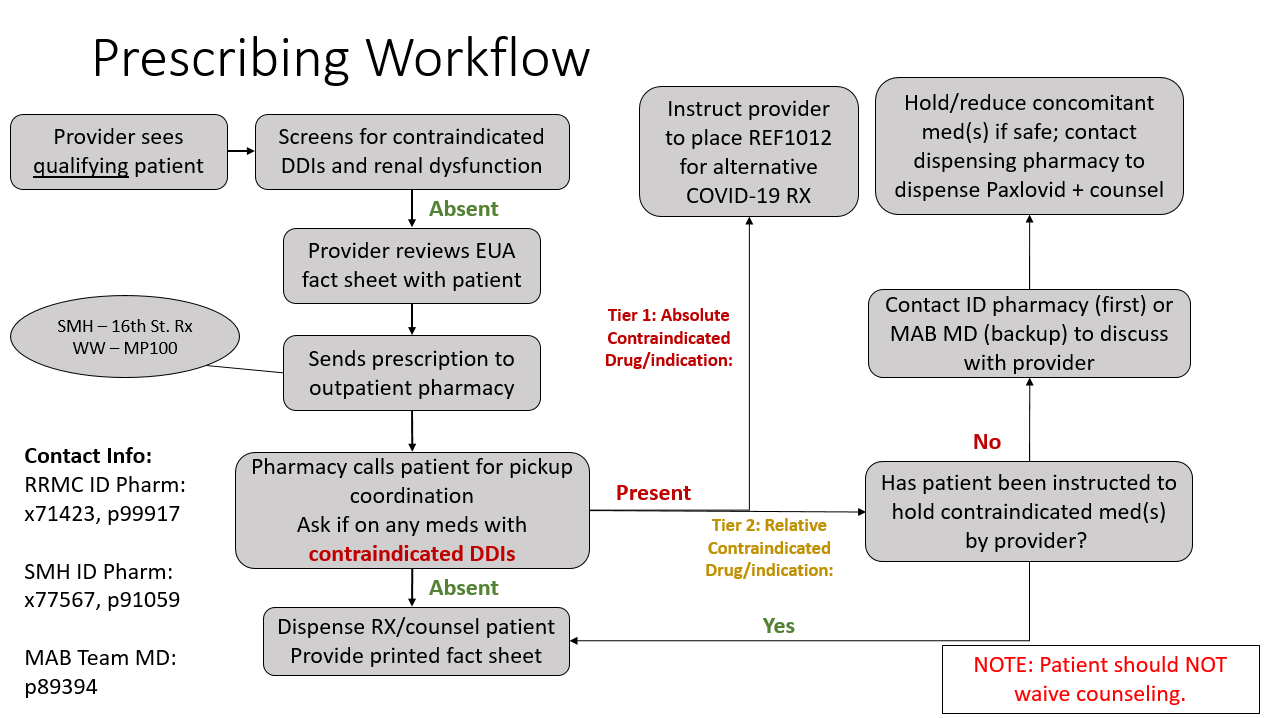 Prescribing Workflow
Provider sees
qualifying patient
Screens for contraindicated
DDIs and renal dysfunction
Absent
Provider reviews EUA
fact sheet with patient
SMH – 16th St. Rx
WW – MP100
Sends prescription to
outpatient pharmacy
Pharmacy calls patient for pickup
coordination
Ask if on any meds with
contraindicated DDIs
Absent
Dispense RX/counsel patient
Provide printed fact sheet
Present
Tier 1: Absolute
Contraindicated
Drug/indication:
Instruct provider
to place REF1012
for alternative
COVID-19 RX
Tier 2: Relative
Contraindicated
Drug/indication:
Has patient been instructed to
hold contraindicated med(s)
by provider?
No
Contact ID pharmacy (first) or
MAB MD (backup) to discuss
with provider
Hold/reduce concomitant
med(s) if safe; contact
dispensing pharmacy to
dispense Paxlovid + counsel
Yes
Contact Info:
RRMC ID Pharm:
x71423, p99917
SMH ID Pharm:
x77567, p91059
MAB Team MD:
p89394
NOTE: Patient should NOT
waive counseling.